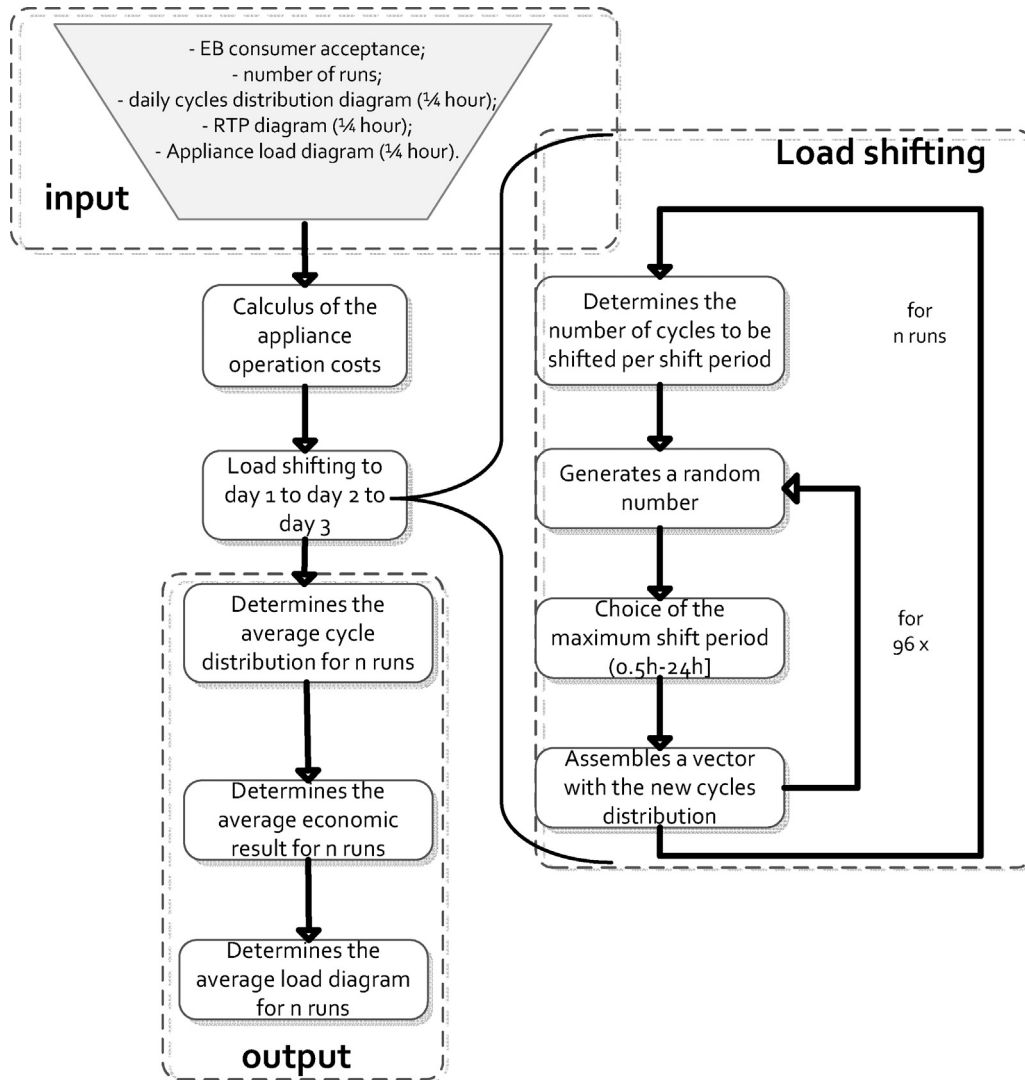 - EB consumer acceptance;
- number of runs;
- daily cycles distribution diagram (¼ hour);
- RTP diagram (¼ hour);
- Appliance load diagram (¼ hour).
input
Calculus of the
appliance
operation costs
Load shifting to
day 1 to day 2 to
day 3
Determines the
average cycle
distribution for n runs
Determines the
average economic
result for n runs
Determines the
average load diagram
for n runs
output
Load shifting
Determines the
number of cycles to be
shifted per shift period
for
n runs
Generates a random
number
Choice of the
maximum shift period
(0.5h-24h]
for
96 x
Assembles a vector
with the new cycles
distribution